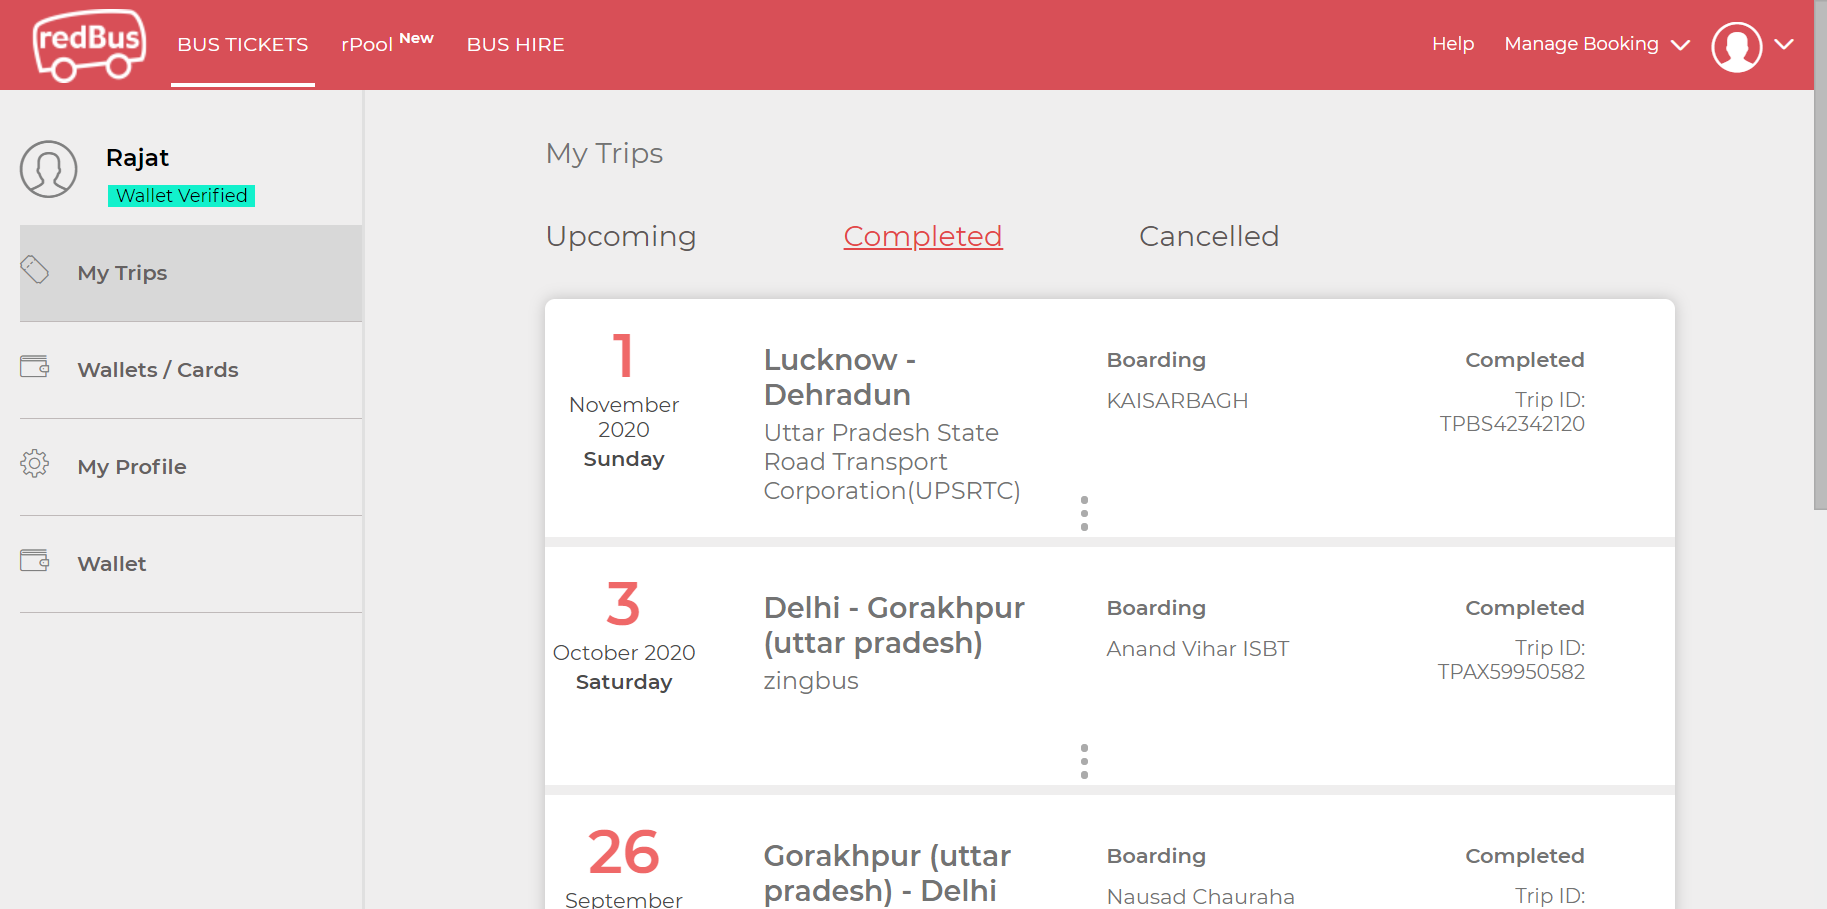 redBus
BUS TICKETS
rPool New
BUS HIRE
Help
Manage Booking
Rajat
Wallet Verified
My Trips
Wallets / Cards
My Profile
Wallet
My Trips
Upcoming
Completed
Cancelled
1
November
2020
Sunday
Lucknow -
Dehradun
Uttar Pradesh State
Road Transport
Corporation(UPSRTC)
Boarding
KAISARBAGH
Completed
Trip ID:
TPBS42342120
3
October 2020
Saturday
Delhi - Gorakhpur
(uttar pradesh)
zingbus
Boarding
Anand Vihar ISBT
Completed
Trip ID:
TPAX59950582
26
September
Gorakhpur (uttar
pradesh) - Delhi
Boarding
Nausad Chauraha
Completed
Trip ID: